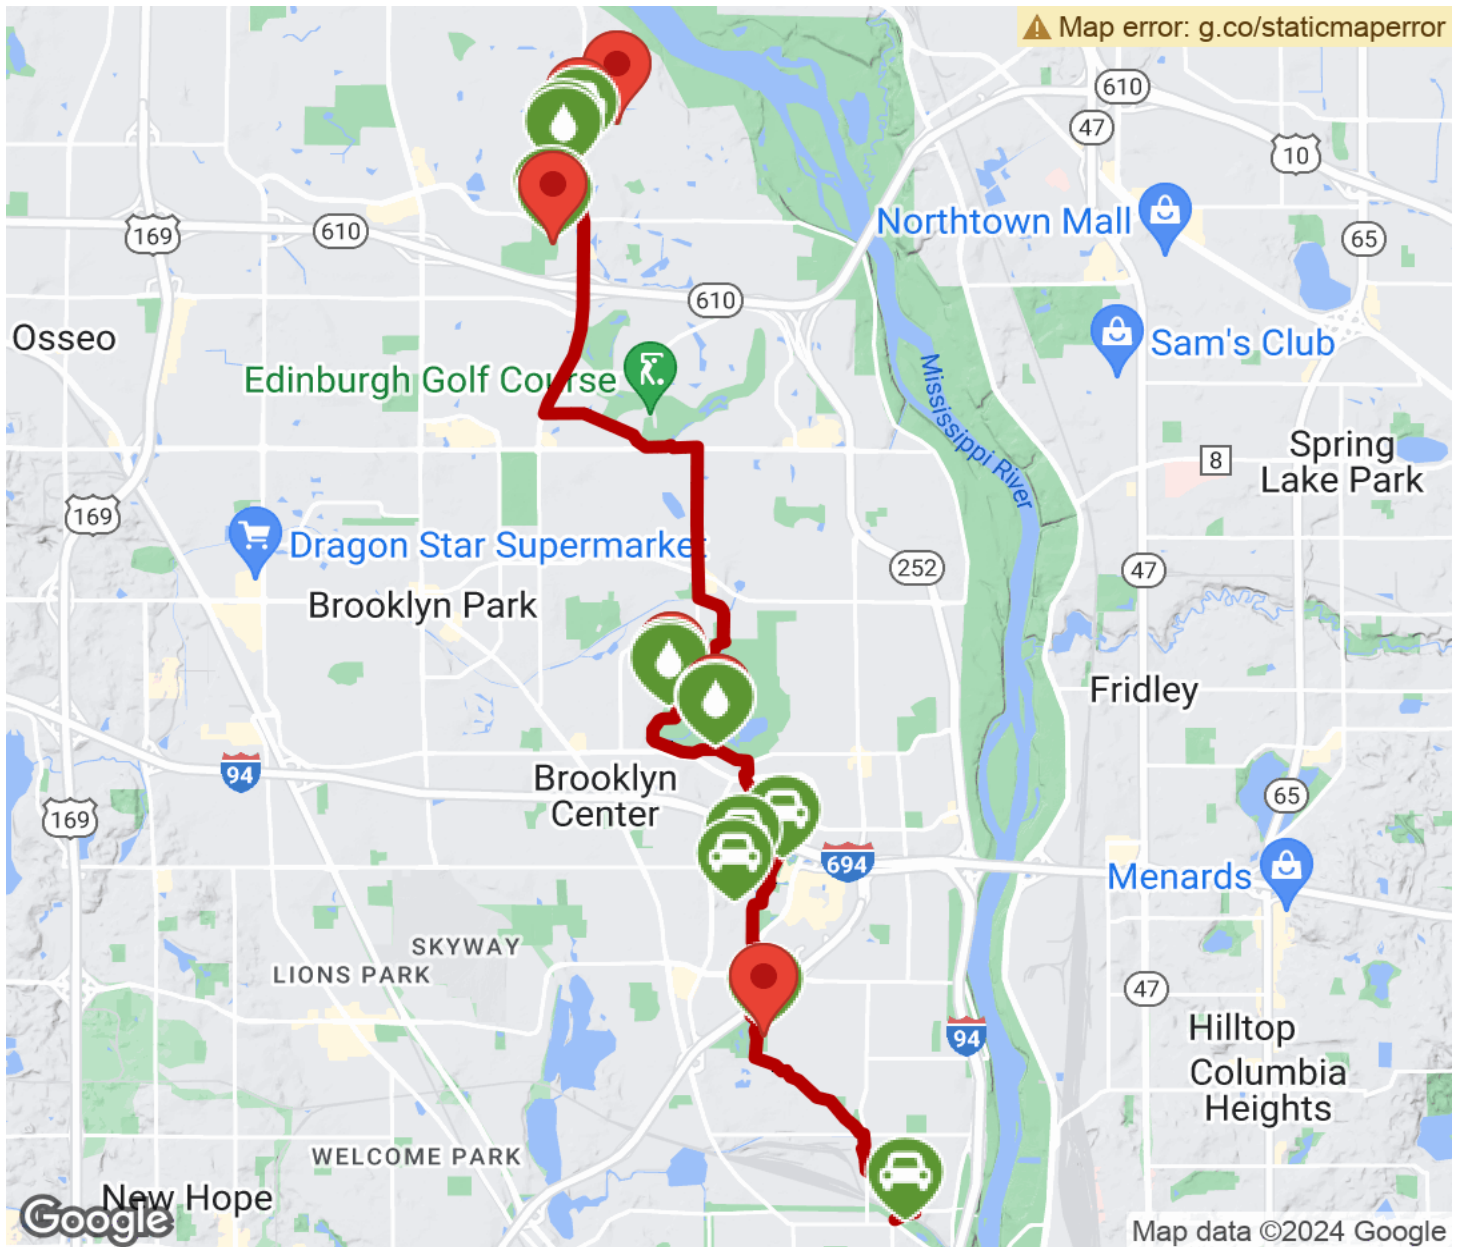 Map error: g.co/staticmaperror
610
47
10
169
610
Northtown Mall
65
610
Osseo
Sam's Club
Edinburgh Golf Course
Mississippi River
Spring
Lake Park
8
169
Dragon Star Supermarket
252
47
Brooklyn Park
Fridley
94
Brooklyn
Center
65
169
694
Menards
SKYWAY
LIONS PARK
47
94
Hilltop
Columbia
Heights
WELCOME PARK
New Hope
Google
Map data ©2024 Google